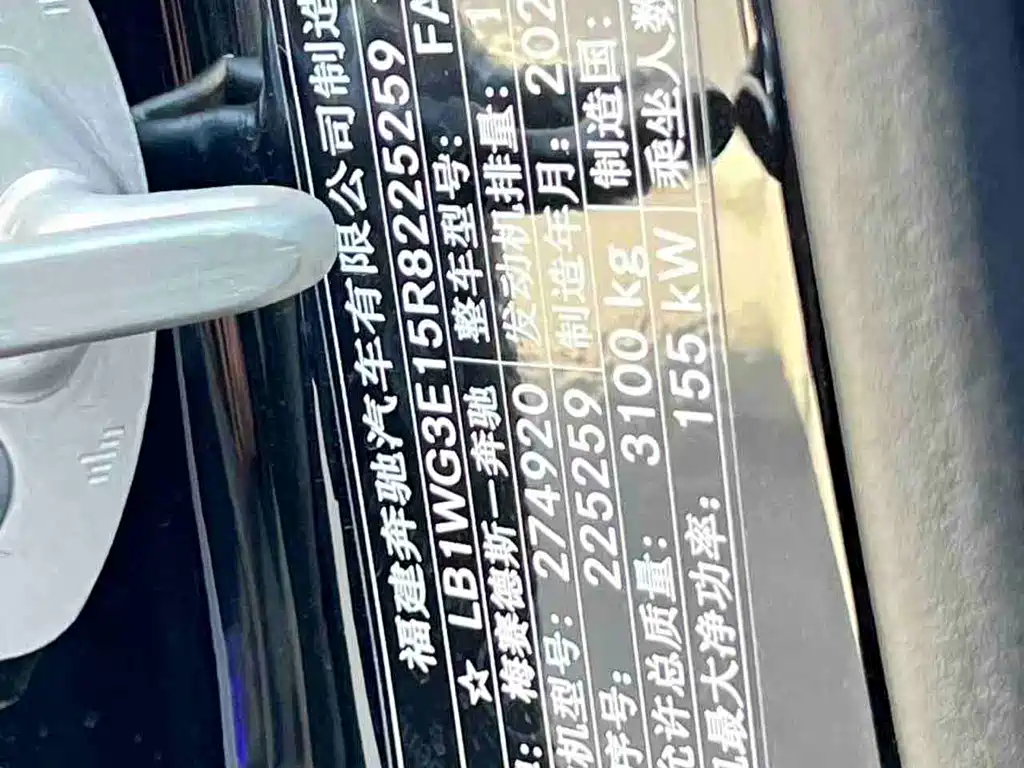 福建奔驰汽车有限公司制造
☆ LB1WG3E15R8225259
梅赛德斯—奔驰 整车型号: FA
机型号: 274920 发动机排量: 1
序号: 225259 制造年月: 202
允许总质量: 3100 kg 制造国:
最大净功率: 155 kW 乘坐人数